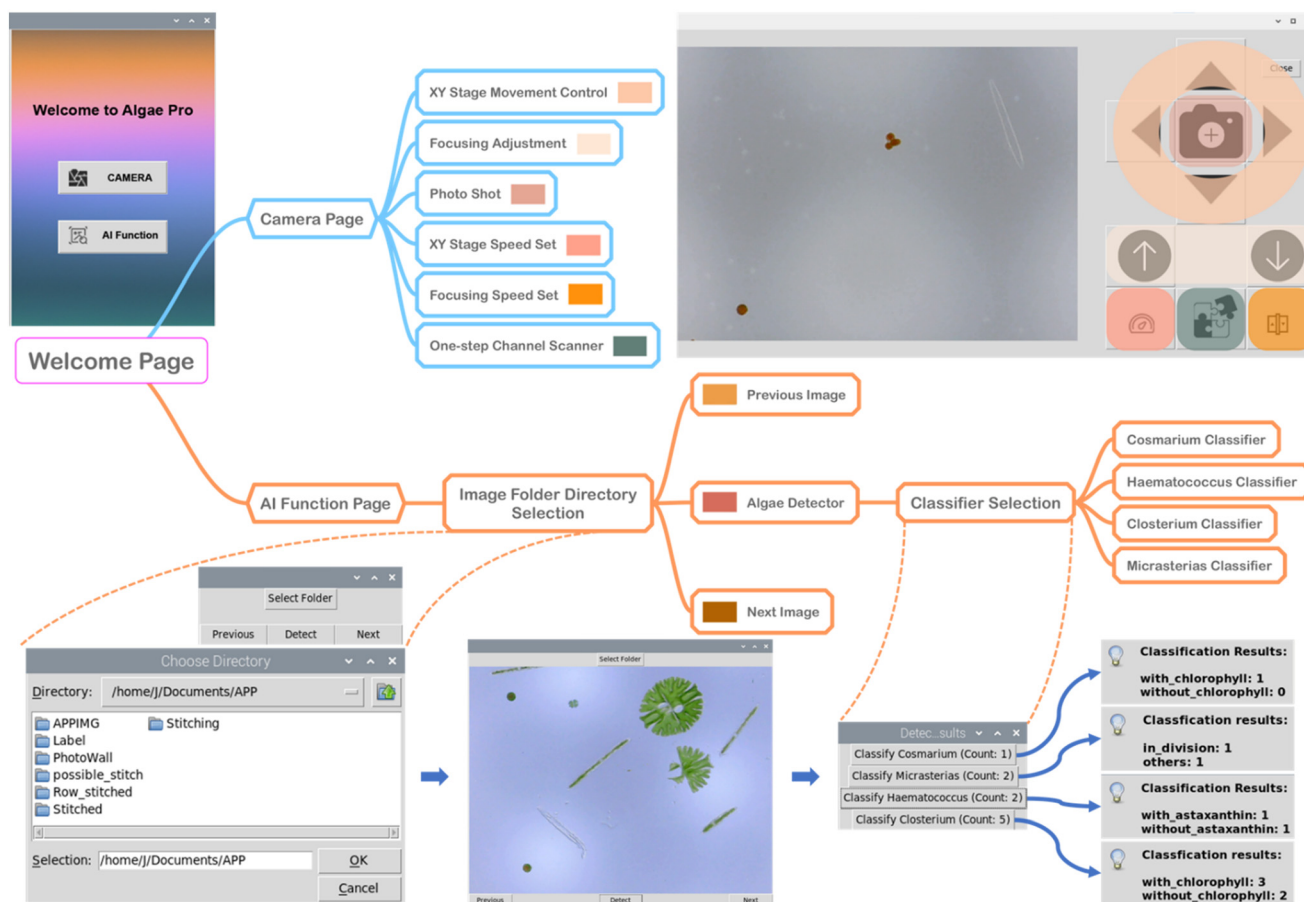 Welcome to Algae Pro
CAMERA
AI Function
Welcome Page
Camera Page
XY Stage Movement Control
Focusing Adjustment
Photo Shot
XY Stage Speed Set
Focusing Speed Set
One-step Channel Scanner
Close
AI Function Page
Image Folder Directory
Selection
Previous Image
Algae Detector
Next Image
Classifier Selection
Cosmarium Classifier
Haematococcus Classifier
Closterium Classifier
Micrasterias Classifier
Select Folder
Previous Detect Next
Choose Directory
Directory: /home/J/Documents/APP
APPIMG Stitching
Label
PhotoWall
possible_stitch
Row_stitched
Stitched
Selection: /home/J/Documents/APP
OK
Cancel
Select Folder
Previous Detect Next
Detec...sults
Classify Cosmarium (Count: 1)
Classify Micrasterias (Count: 2)
Classify Haematococcus (Count: 2)
Classify Closterium (Count: 5)
Classification Results:
with_chlorophyll: 1
without_chlorophyll: 0
Classfication results:
in_division: 1
others: 1
Classification Results:
with_astaxanthin: 1
without_astaxanthin: 1
Classfication results:
with_chlorophyll: 3
without_chlorophyll: 2